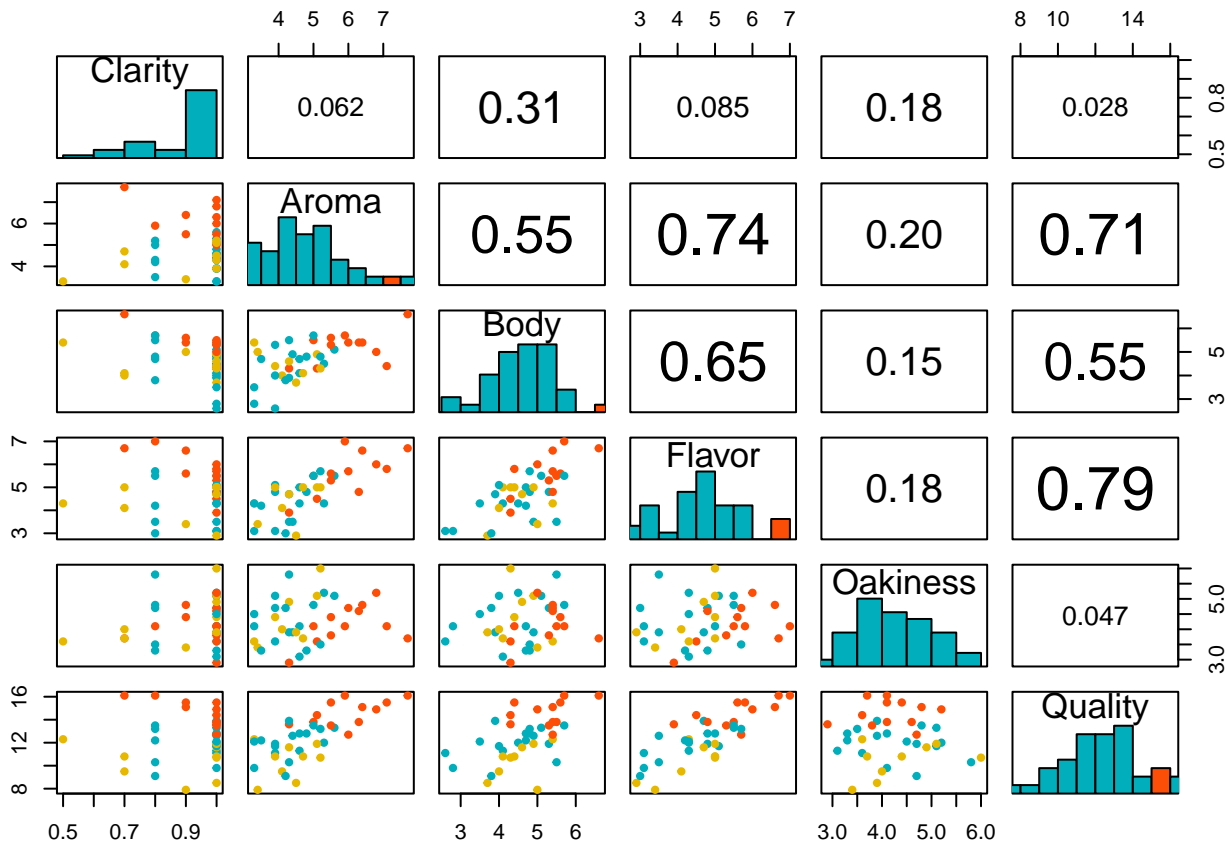 4 5 6 7 3 4 5 6 7 8 10 14
Clarity 0.062 0.31 0.085 0.18 0.028 0.5 0.8
4 6 Aroma 0.55 0.74 0.20 0.71
Body 0.65 0.15 0.55 3 5
3 5 7 Flavor 0.18 0.79
Oakiness 0.047 3.0 5.0
8 12 16 Quality
0.5 0.7 0.9 3 4 5 6 3.0 4.0 5.0 6.0